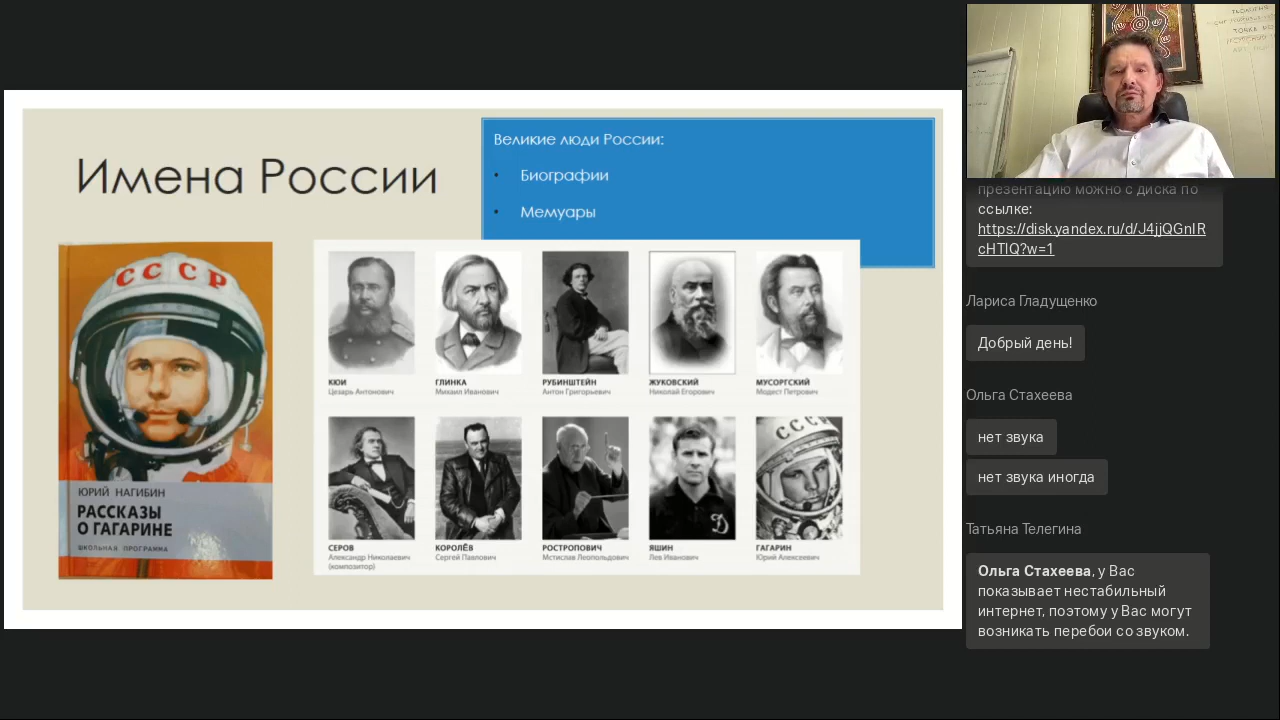 Имена России
Великие люди России:
• Биографии
• Мемуары
СССР
ЮРИЙ НАГИБИН
РАССКАЗЫ
О ГАГАРИНЕ
ШКОЛЬНАЯ ПРОГРАММА
КЮИ
Цезарь Антонович
ГЛИНКА
Михаил Иванович
РУБИНШТЕЙН
Антон Григорьевич
ЖУКОВСКИЙ
Николай Егорович
МУСОРГСКИЙ
Модест Петрович
СЕРОВ
Александр Николаевич
(композитор)
КОРОЛЁВ
Сергей Павлович
РОСТРОПОВИЧ
Мстислав Леопольдович
ЯШИН
Лев Иванович
СССР
ГАГАРИН
Юрий Алексеевич
презентацию можно с диска по
ссылке:
https://disk.yandex.ru/d/J4jjQGnIR
cHTlQ?w=1
Лариса Гладущенко
Добрый день!
Ольга Стахеева
нет звука
нет звука иногда
Татьяна Телегина
Ольга Стахеева, у Вас
показывает нестабильный
интернет, поэтому у Вас могут
возникать перебои со звуком.